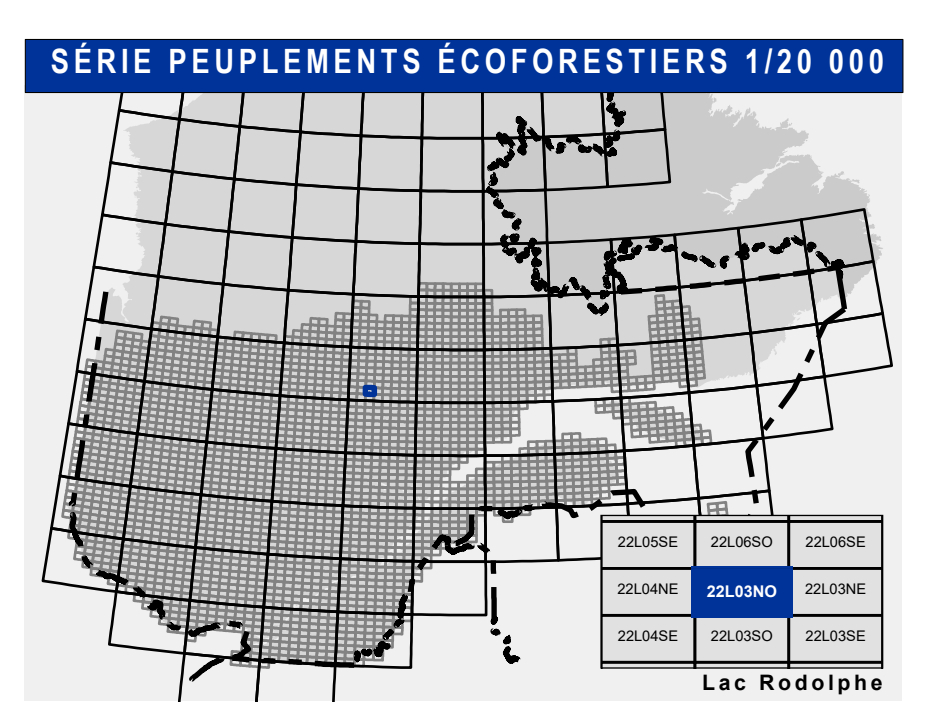 SÉRIE PEUPLEMENTS ÉCOFORESTIERS 1/20 000
22L05SE 22L06SO 22L06SE
22L04NE 22L03NO 22L03NE
22L04SE 22L03SO 22L03SE
Lac Rodolphe